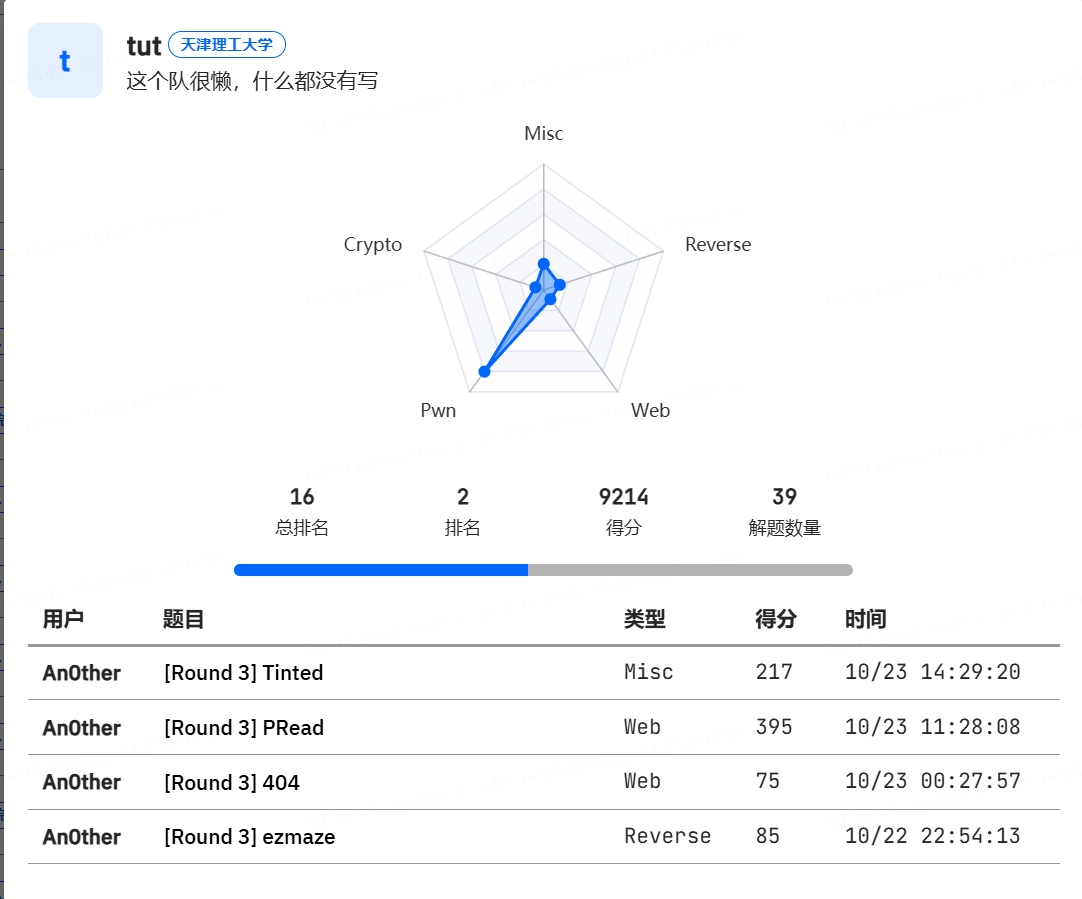 t
tut 天津理工大学
这个队很懒，什么都没有写
Misc
Crypto
Reverse
Pwn
Web
16 2 9214 39
总排名 排名 得分 解题数量
用户 题目 类型 得分 时间
An0ther [Round 3] Tinted Misc 217 10/23 14:29:20
An0ther [Round 3] PRead Web 395 10/23 11:28:08
An0ther [Round 3] 404 Web 75 10/23 00:27:57
An0ther [Round 3] ezmaze Reverse 85 10/22 22:54:13